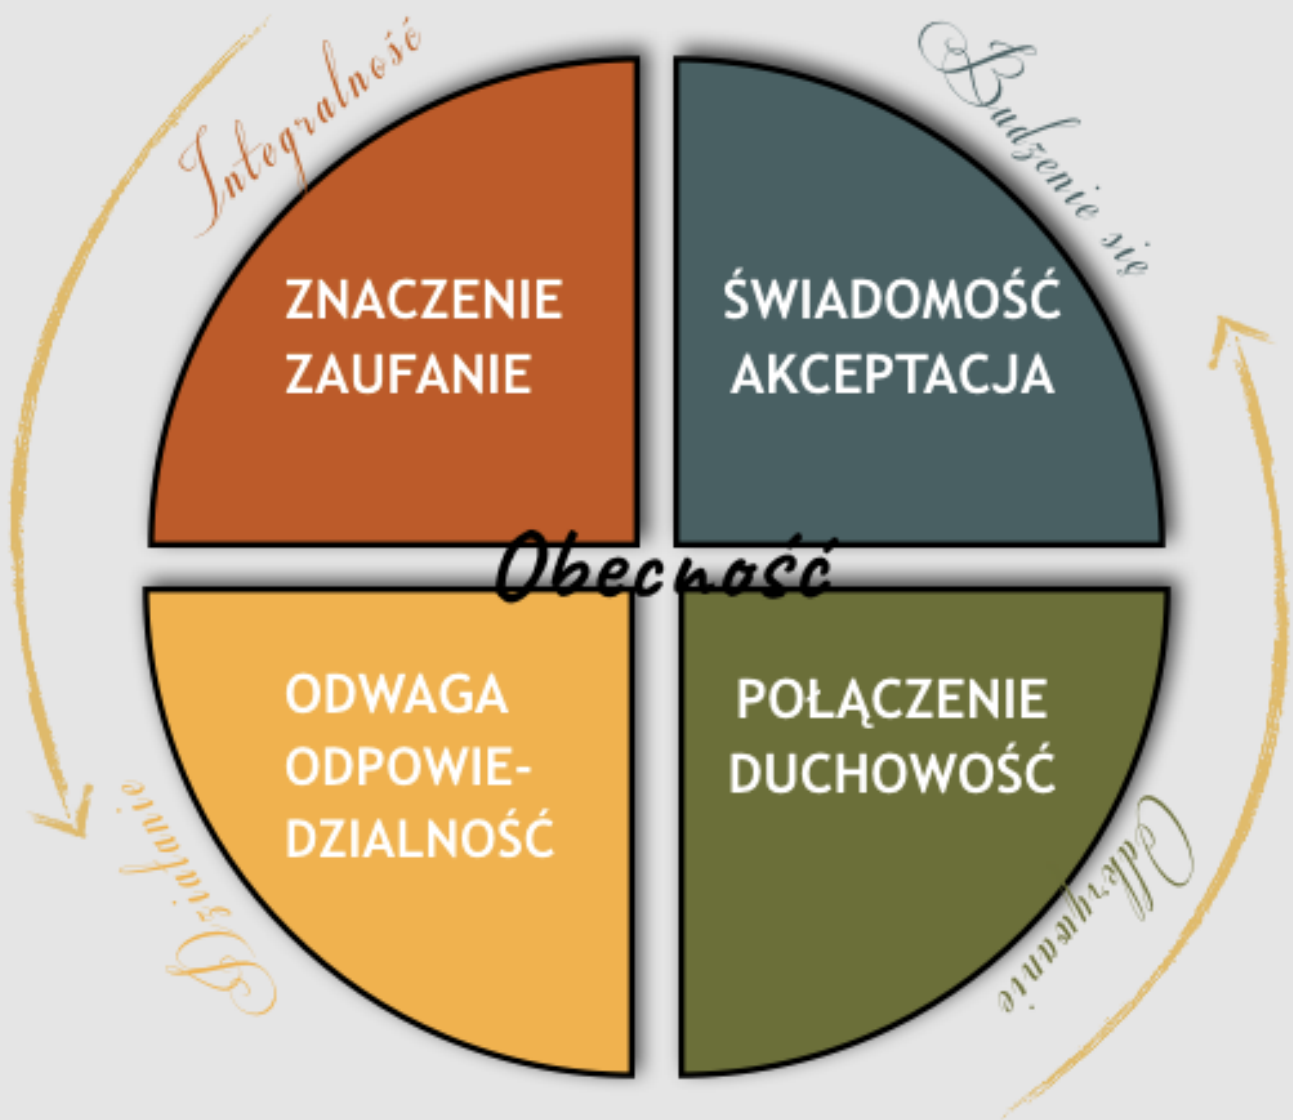 Integralność
Budzenie się
ZNACZENIE
ZAUFANIE
ŚWIADOMOŚĆ
AKCEPTACJA
Obecność
ODWAGA
ODPOWIE-
DZIALNOŚĆ
POŁĄCZENIE
DUCHOWOŚĆ
Działanie
Odkrywanie